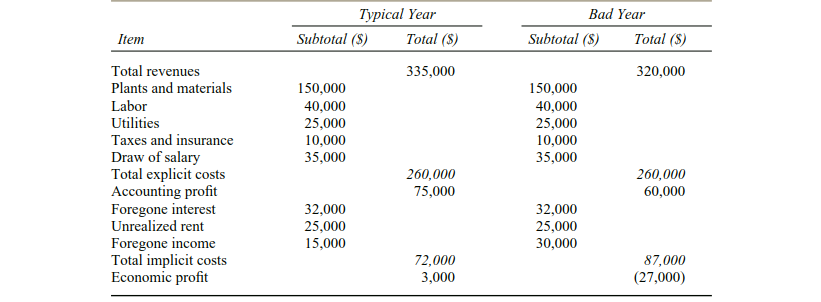 Typical Year Bad Year
Item Subtotal ($) Total ($) Subtotal ($) Total ($)
Total revenues 335,000 320,000
Plants and materials 150,000 150,000
Labor 40,000 40,000
Utilities 25,000 25,000
Taxes and insurance 10,000 10,000
Draw of salary 35,000 35,000
Total explicit costs 260,000 260,000
Accounting profit 75,000 60,000
Foregone interest 32,000 32,000
Unrealized rent 25,000 25,000
Foregone income 15,000 30,000
Total implicit costs 72,000 87,000
Economic profit 3,000 (27,000)